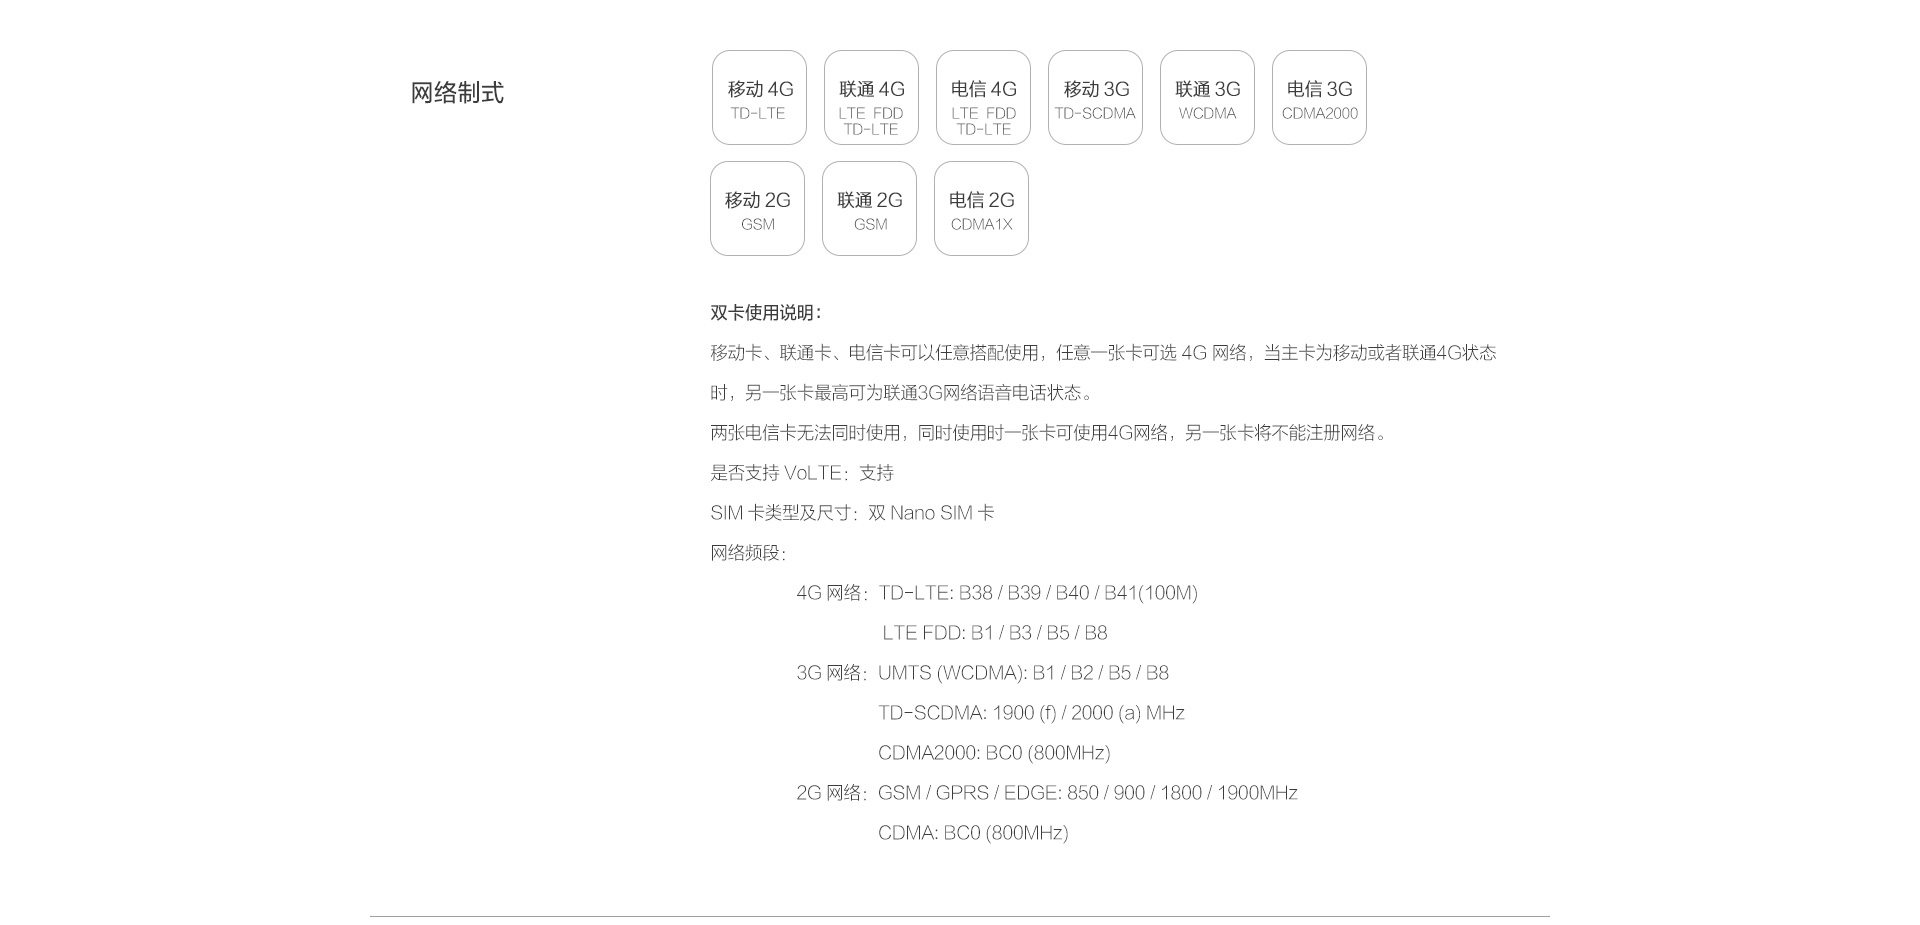 网络制式
移动 4G
TD-LTE
联通 4G
LTE FDD
TD-LTE
电信 4G
LTE FDD
TD-LTE
移动 3G
TD-SCDMA
联通 3G
WCDMA
电信 3G
CDMA2000
移动 2G
GSM
联通 2G
GSM
电信 2G
CDMA1X
双卡使用说明：
移动卡、联通卡、电信卡可以任意搭配使用，任意一张卡可选 4G 网络，当主卡为移动或者联通4G状态
时，另一张卡最高可为联通3G网络语音电话状态。
两张电信卡无法同时使用，同时使用时一张卡可使用4G网络，另一张卡将不能注册网络。
是否支持 VoLTE：支持
SIM 卡类型及尺寸：双 Nano SIM 卡
网络频段：
4G 网络：TD-LTE: B38 / B39 / B40 / B41(100M)
LTE FDD: B1 / B3 / B5 / B8
3G 网络：UMTS (WCDMA): B1 / B2 / B5 / B8
TD-SCDMA: 1900 (f) / 2000 (a) MHz
CDMA2000: BC0 (800MHz)
2G 网络：GSM / GPRS / EDGE: 850 / 900 / 1800 / 1900MHz
CDMA: BC0 (800MHz)